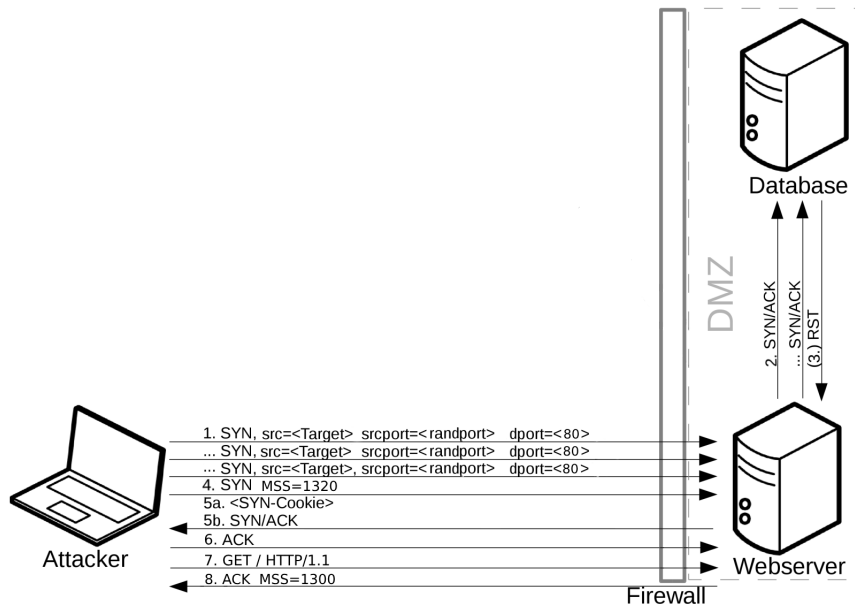 Database
DMZ
2. SYN/ACK
... SYN/ACK
(3.) RST
1. SYN, src=<Target> srcport=<randport> dport=<80>
... SYN, src=<Target> srcport=<randport> dport=<80>
... SYN, src=<Target>, srcport=<randport> dport=<80>
4. SYN MSS=1320
5a. <SYN-Cookie>
5b. SYN/ACK
6. ACK
7. GET / HTTP/1.1
8. ACK MSS=1300
Attacker
Webserver
Firewall